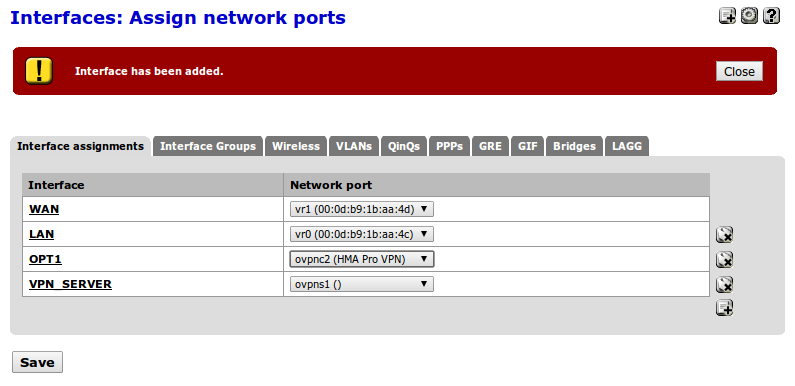 Interfaces: Assign network ports
Interface has been added.
Close
Interface assignments Interface Groups Wireless VLANs QinQs PPPs GRE GIF Bridges LAGG
Interface Network port
WAN vr1 (00:0d:b9:1b:aa:4d)
LAN vr0 (00:0d:b9:1b:aa:4c)
OPT1 ovpnc2 (HMA Pro VPN)
VPN_SERVER ovpns1 ()
Save